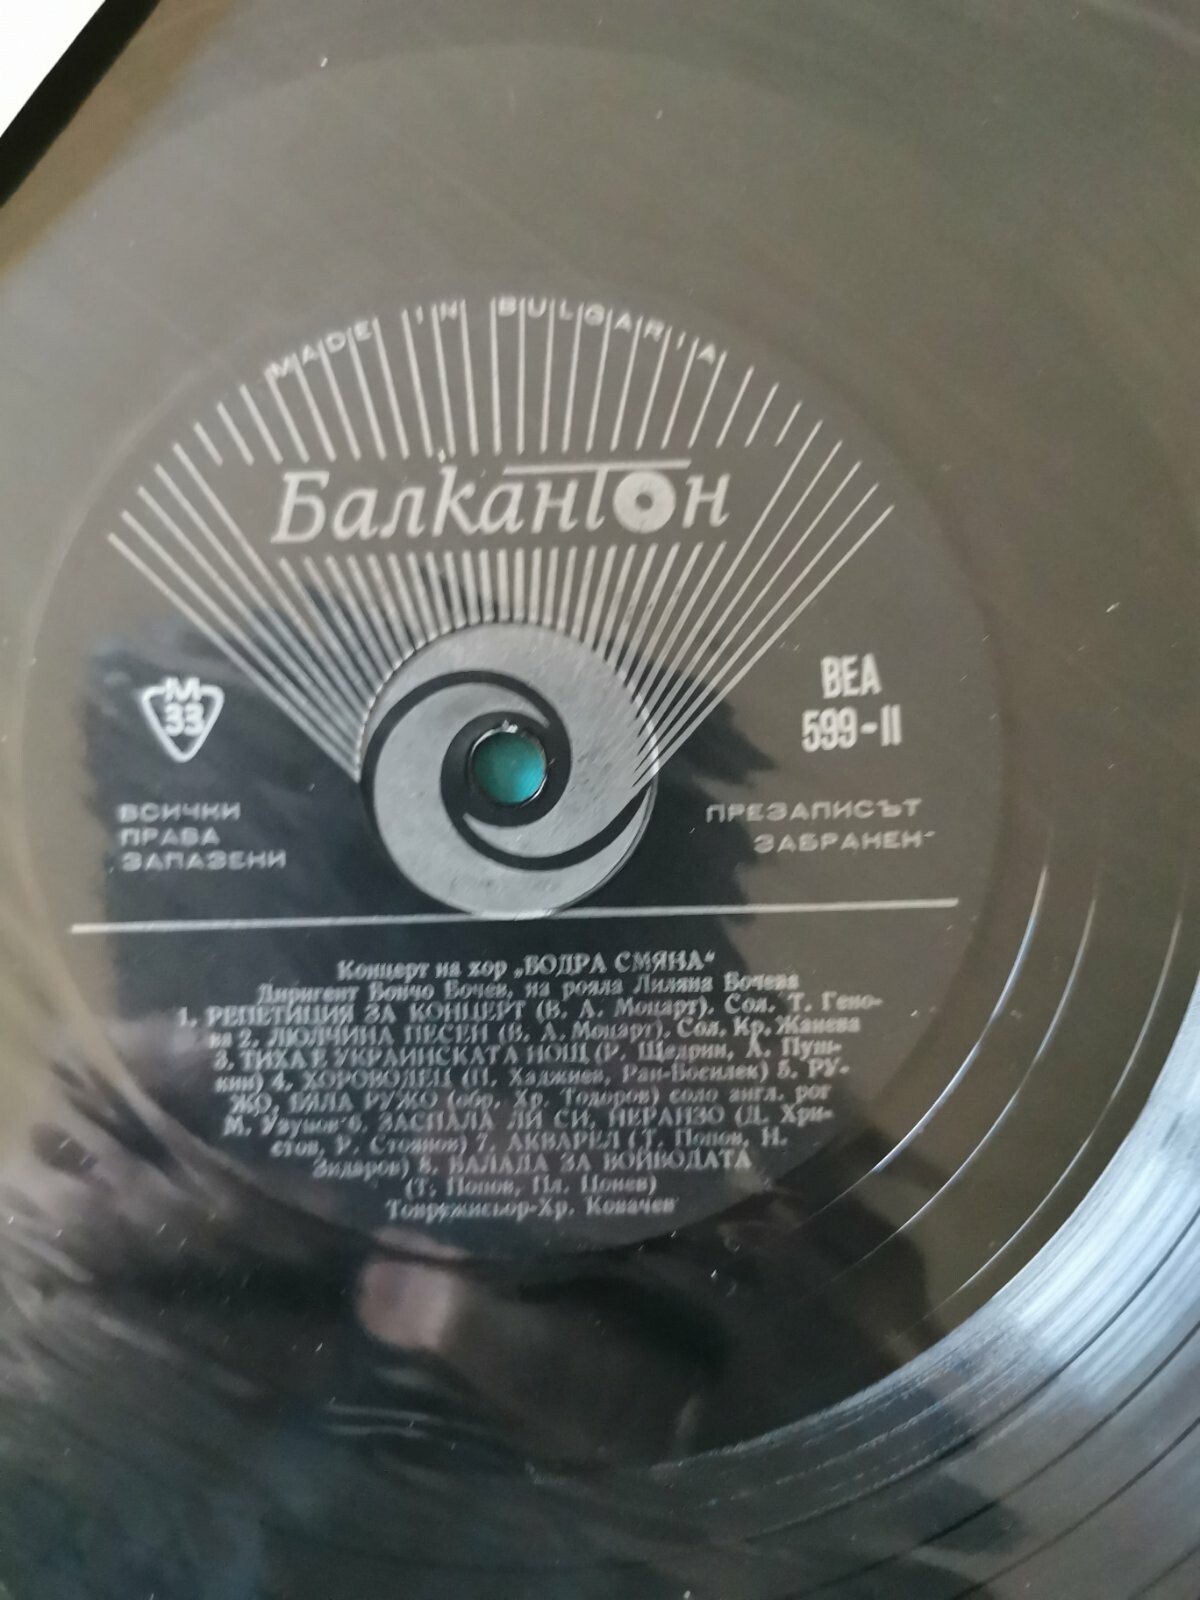 MADE IN BULGARIA
Балкантон
М
33
ВЕА
599-II
ВСИЧКИ
ПРАВА
ЗАПАЗЕНИ
ПРЕЗАПИСЪТ
ЗАБРАНЕН
Концерт на хор „БОДРА СМЯНА“
Диригент Бончо Бочев, на рояла Лиляна Бочева
1. РЕПЕТИЦИЯ ЗА КОНЦЕРТ (В. А. Моцарт). Сол. Т. Гено-
ва 2. ЛЮЛЧИНА ПЕСЕН (В. А. Моцарт). Сол. Кр. Жанева
3. ТИХА Е УКРАИНСКАТА НОЩ (Р. Щедрин, А. Пуш-
кин) 4. ХОРОВОДЕЦ (П. Хаджиев, Ран-Босилек) 5. РУ-
ЖО, БЯЛА РУЖО (обр. Хр. Тодоров) соло англ. рог
М. Узунов 6. ЗАСПАЛА ЛИ СИ, НЕРАНЗО (Д. Хри-
стов, Р. Стоянов) 7. АКВАРЕЛ (Т. Попов, Н.
Зидаров) 8. БАЛАДА ЗА ВОЙВОДАТА
(Т. Попов, Пл. Цонев)
Тонрежисьор-Хр. Ковачев